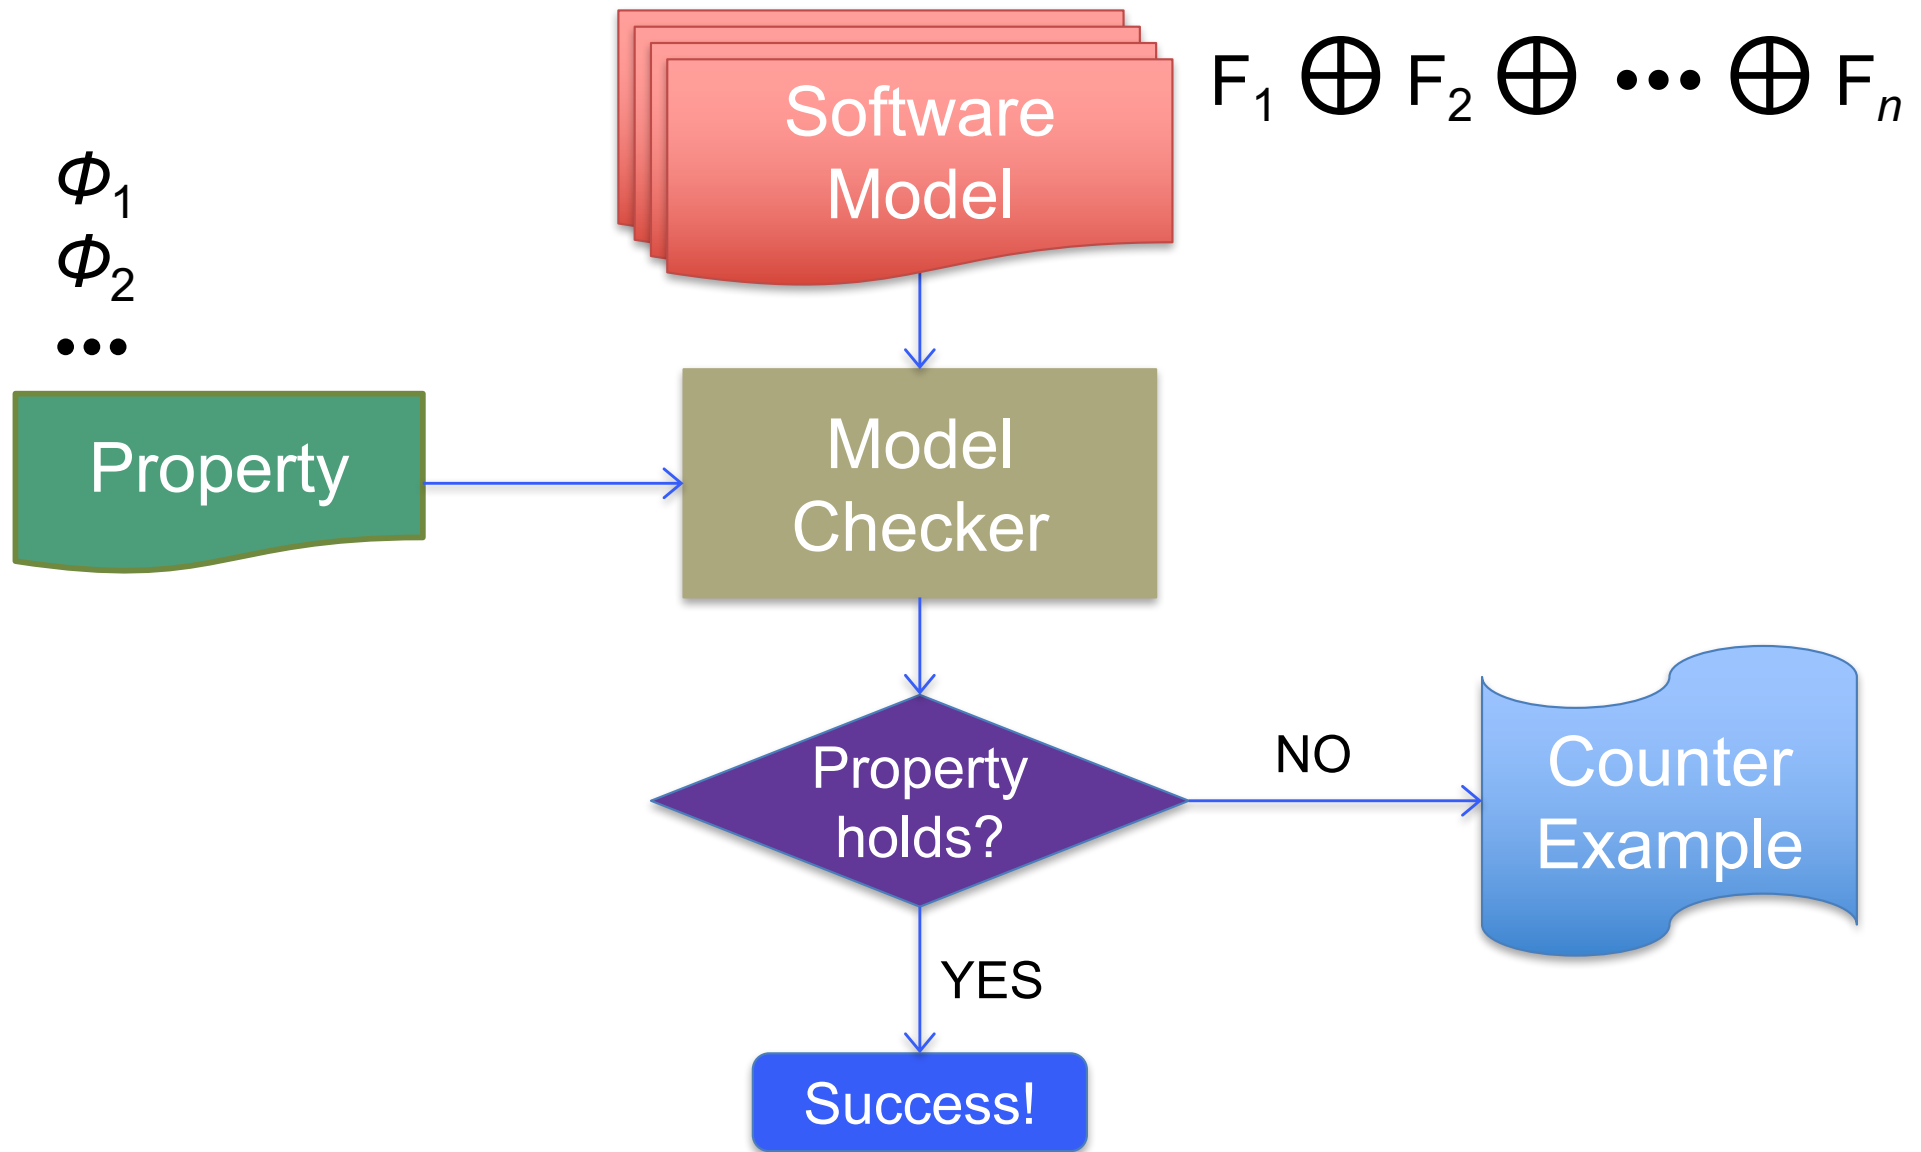 Software
Model
F₁ ⊕ F₂ ⊕ ••• ⊕ Fₙ
Φ₁
Φ₂
•••
Property
Model
Checker
Property
holds?
NO
Counter
Example
YES
Success!